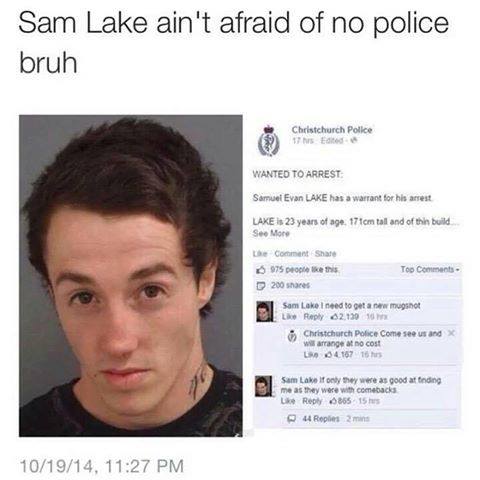 Sam Lake ain't afraid of no police
bruh
Christchurch Police
17 hrs · Edited ·
WANTED TO ARREST:
Samuel Evan LAKE has a warrant for his arrest.
LAKE is 23 years of age, 171cm tall and of thin build....
See More
Like · Comment · Share
975 people like this. Top Comments
200 shares
Sam Lake I need to get a new mugshot
Like · Reply · 2,139 · 16 hrs
Christchurch Police Come see us and X
will arrange at no cost
Like · 4,167 · 16 hrs
Sam Lake If only they were as good at finding
me as they were with comebacks.
Like · Reply · 865 · 15 hrs
44 Replies · 2 mins
10/19/14, 11:27 PM